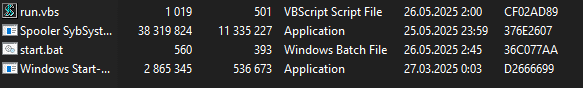 run.vbs 1 019 501 VBScript Script File 26.05.2025 2:00 CF02AD89
Spooler SybSyst... 38 319 824 11 335 227 Application 25.05.2025 23:59 376E2607
start.bat 560 393 Windows Batch File 26.05.2025 2:45 36C077AA
Windows Start-... 2 865 345 536 673 Application 27.03.2025 0:03 D2666699